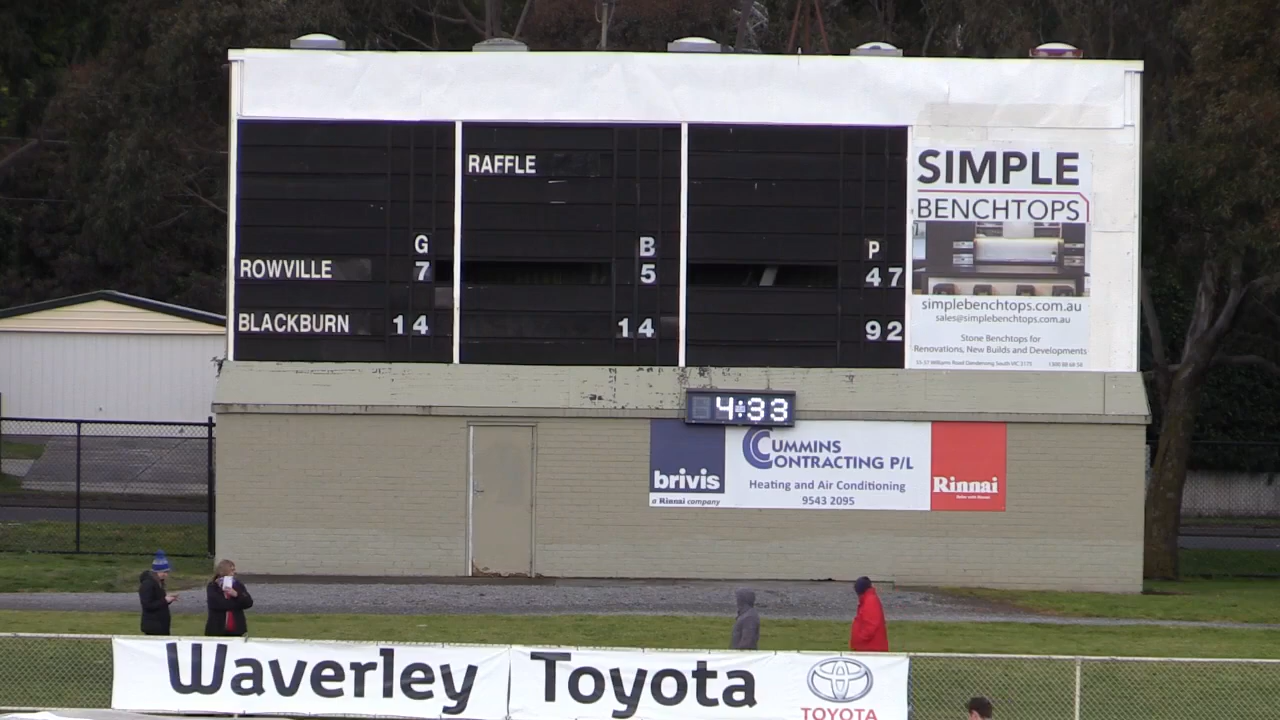 RAFFLE
G B P
ROWVILLE 7 5 47
BLACKBURN 14 14 92
SIMPLE
BENCHTOPS
simplebenchtops.com.au
sales@simplebenchtops.com.au
Stone Benchtops for
Renovations, New Builds and Developments
4:33
brivis
a Rinnai company
CUMMINS
CONTRACTING P/L
Heating and Air Conditioning
9543 2095
Rinnai
Waverley Toyota
TOYOTA